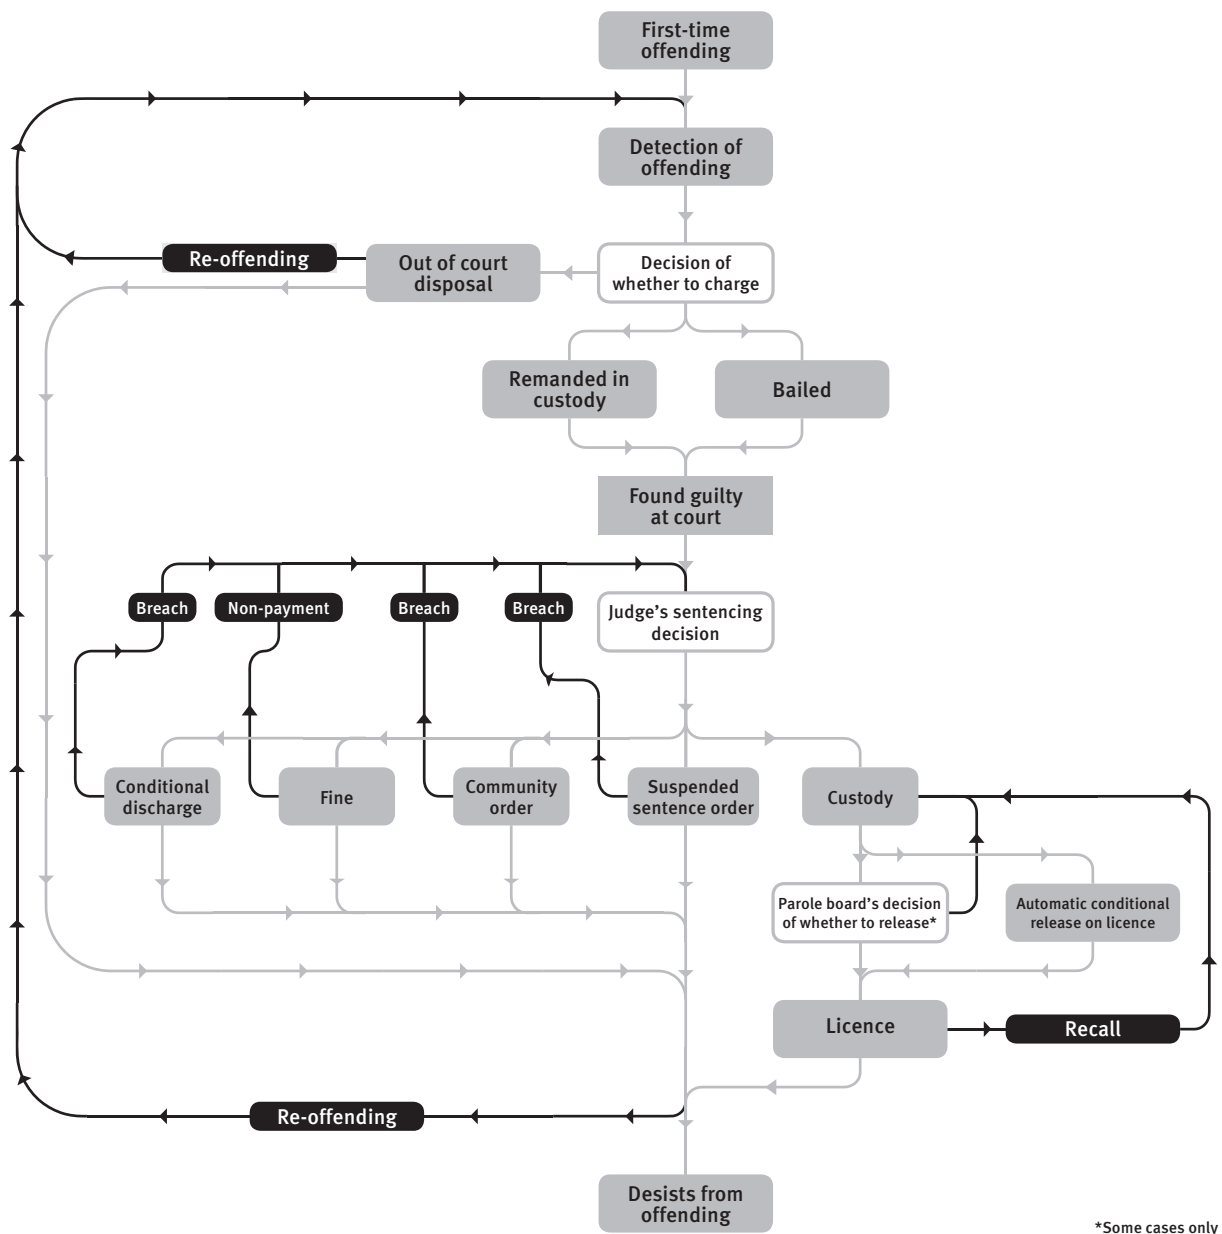 First-time
offending
Detection of
offending
Re-offending
Out of court
disposal
Decision of
whether to charge
Remanded in
custody
Bailed
Found guilty
at court
Breach
Non-payment
Breach
Breach
Judge's sentencing
decision
Conditional
discharge
Fine
Community
order
Suspended
sentence order
Custody
Parole board's decision
of whether to release*
Automatic conditional
release on licence
Licence
Recall
Re-offending
Desists from
offending
*Some cases only